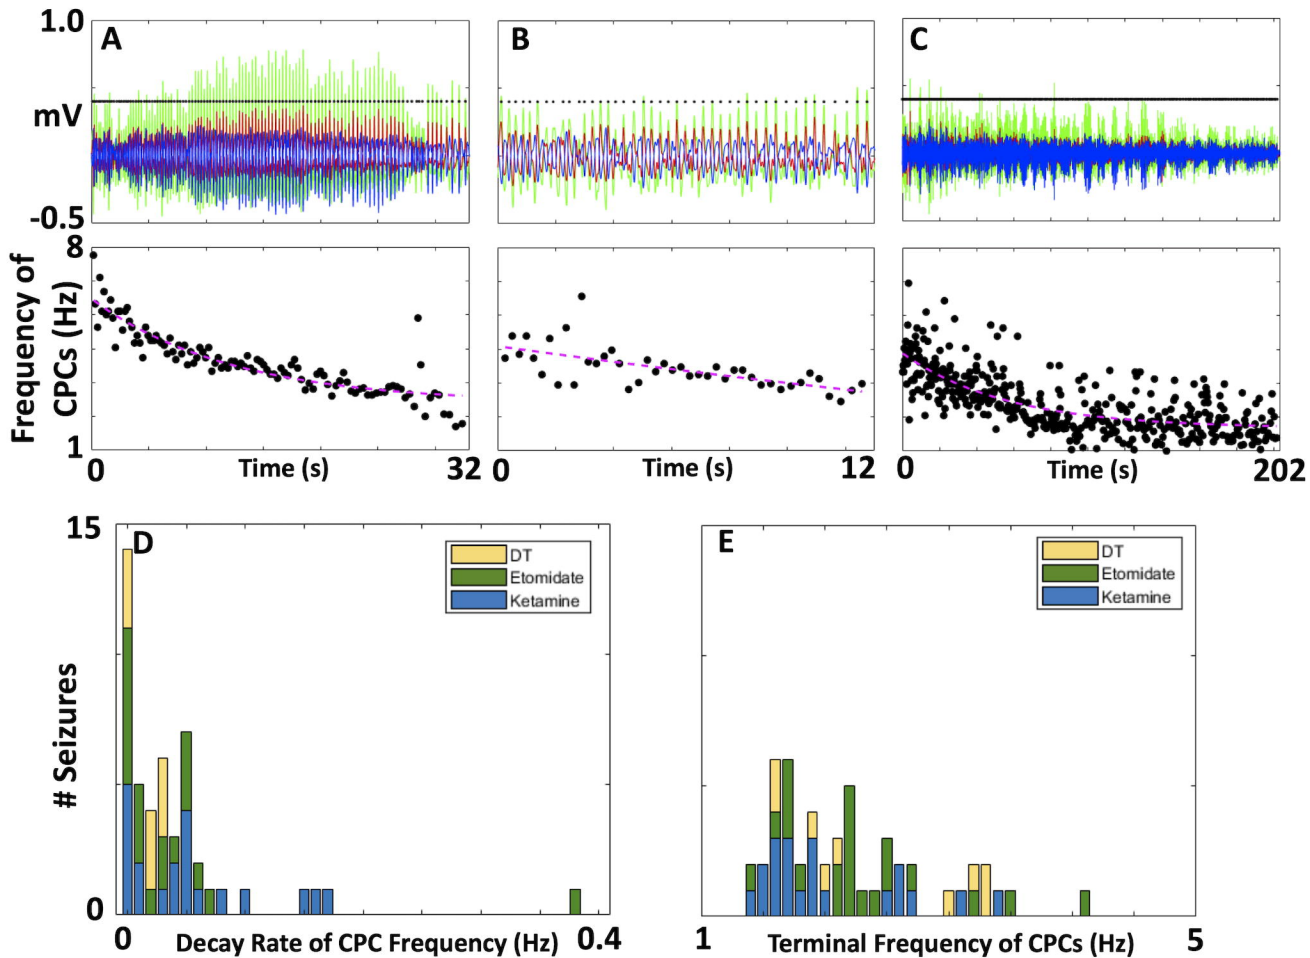 1.0
A
B
C
mV
-0.5
8
Frequency of
CPCs (Hz)
1
0
Time (s)
32
0
Time (s)
12
0
Time (s)
202
15
D
DT
Etomidate
Ketamine
E
DT
Etomidate
Ketamine
# Seizures
0
0
Decay Rate of CPC Frequency (Hz)
0.4
1
Terminal Frequency of CPCs (Hz)
5